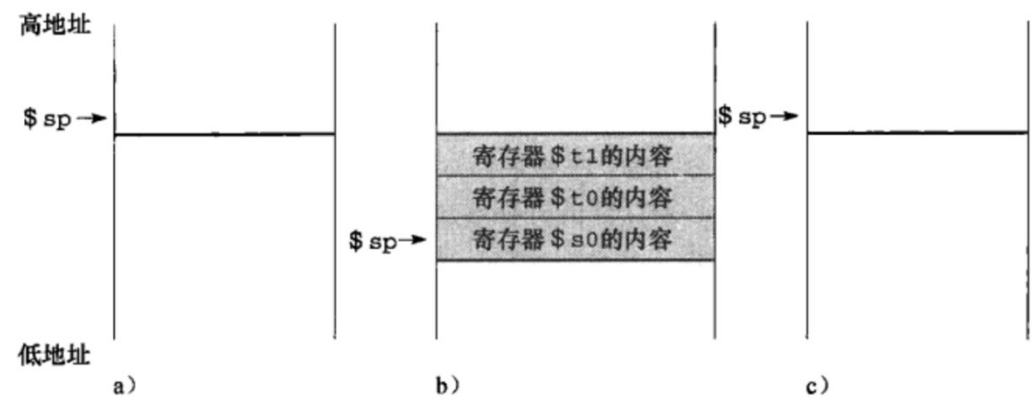 高地址
$sp→
$sp→
寄存器$t1的内容
寄存器$t0的内容
$sp→
寄存器$s0的内容
低地址
a）
b）
c）